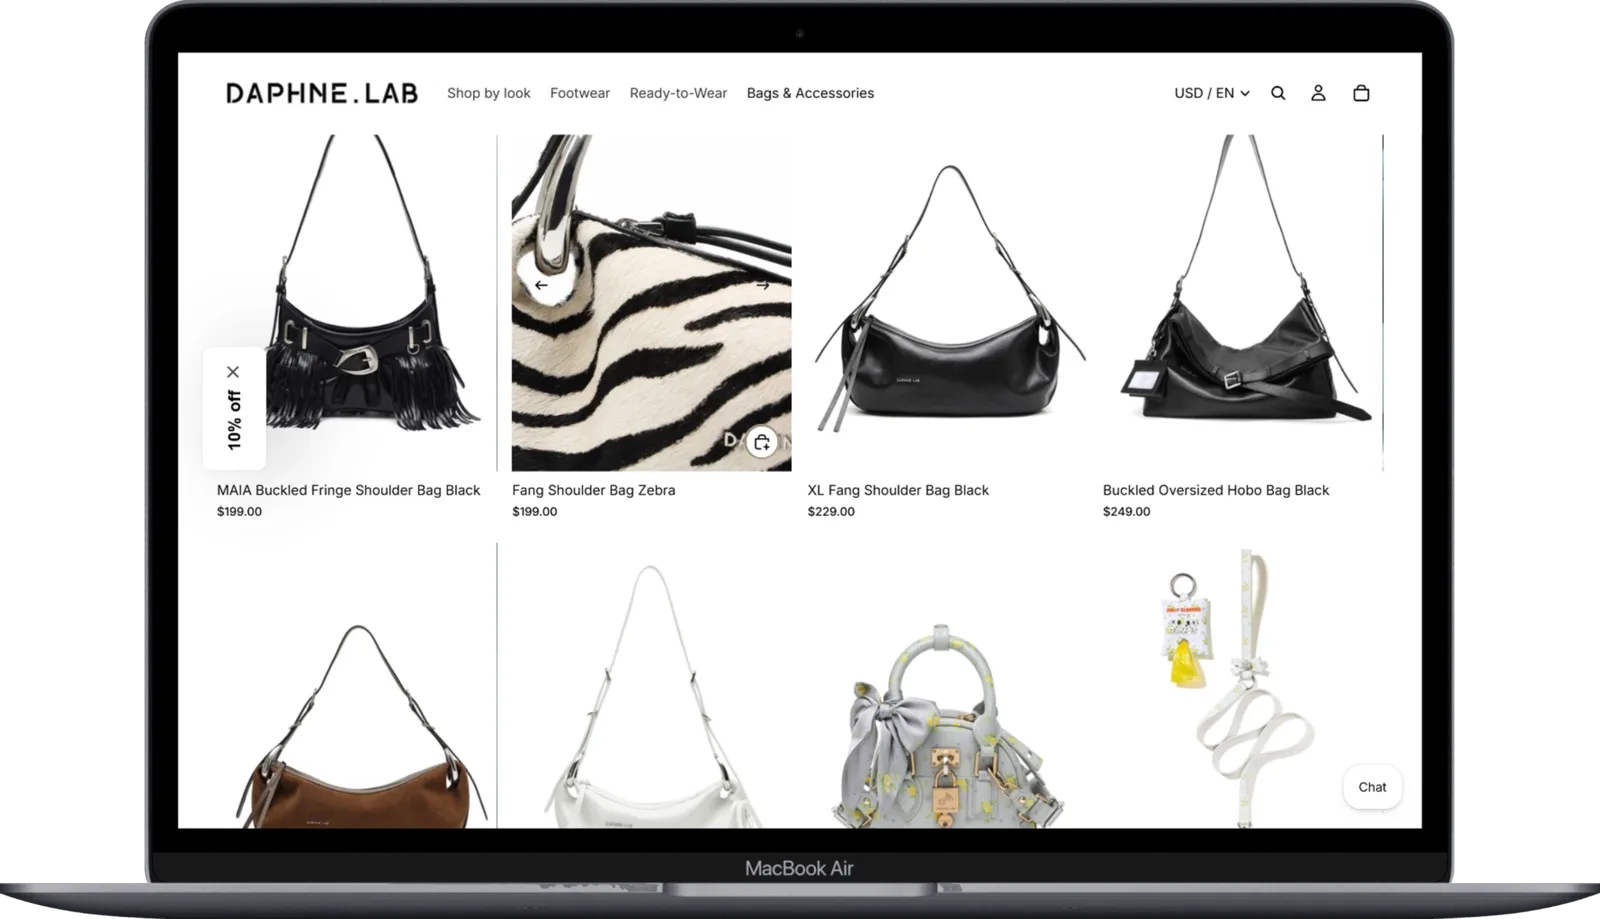 DAPHNE.LAB
Shop by look
Footwear
Ready-to-Wear
Bags & Accessories
USD / EN
10% off
MAIA Buckled Fringe Shoulder Bag Black
$199.00
Fang Shoulder Bag Zebra
$199.00
XL Fang Shoulder Bag Black
$229.00
Buckled Oversized Hobo Bag Black
$249.00
Chat
MacBook Air